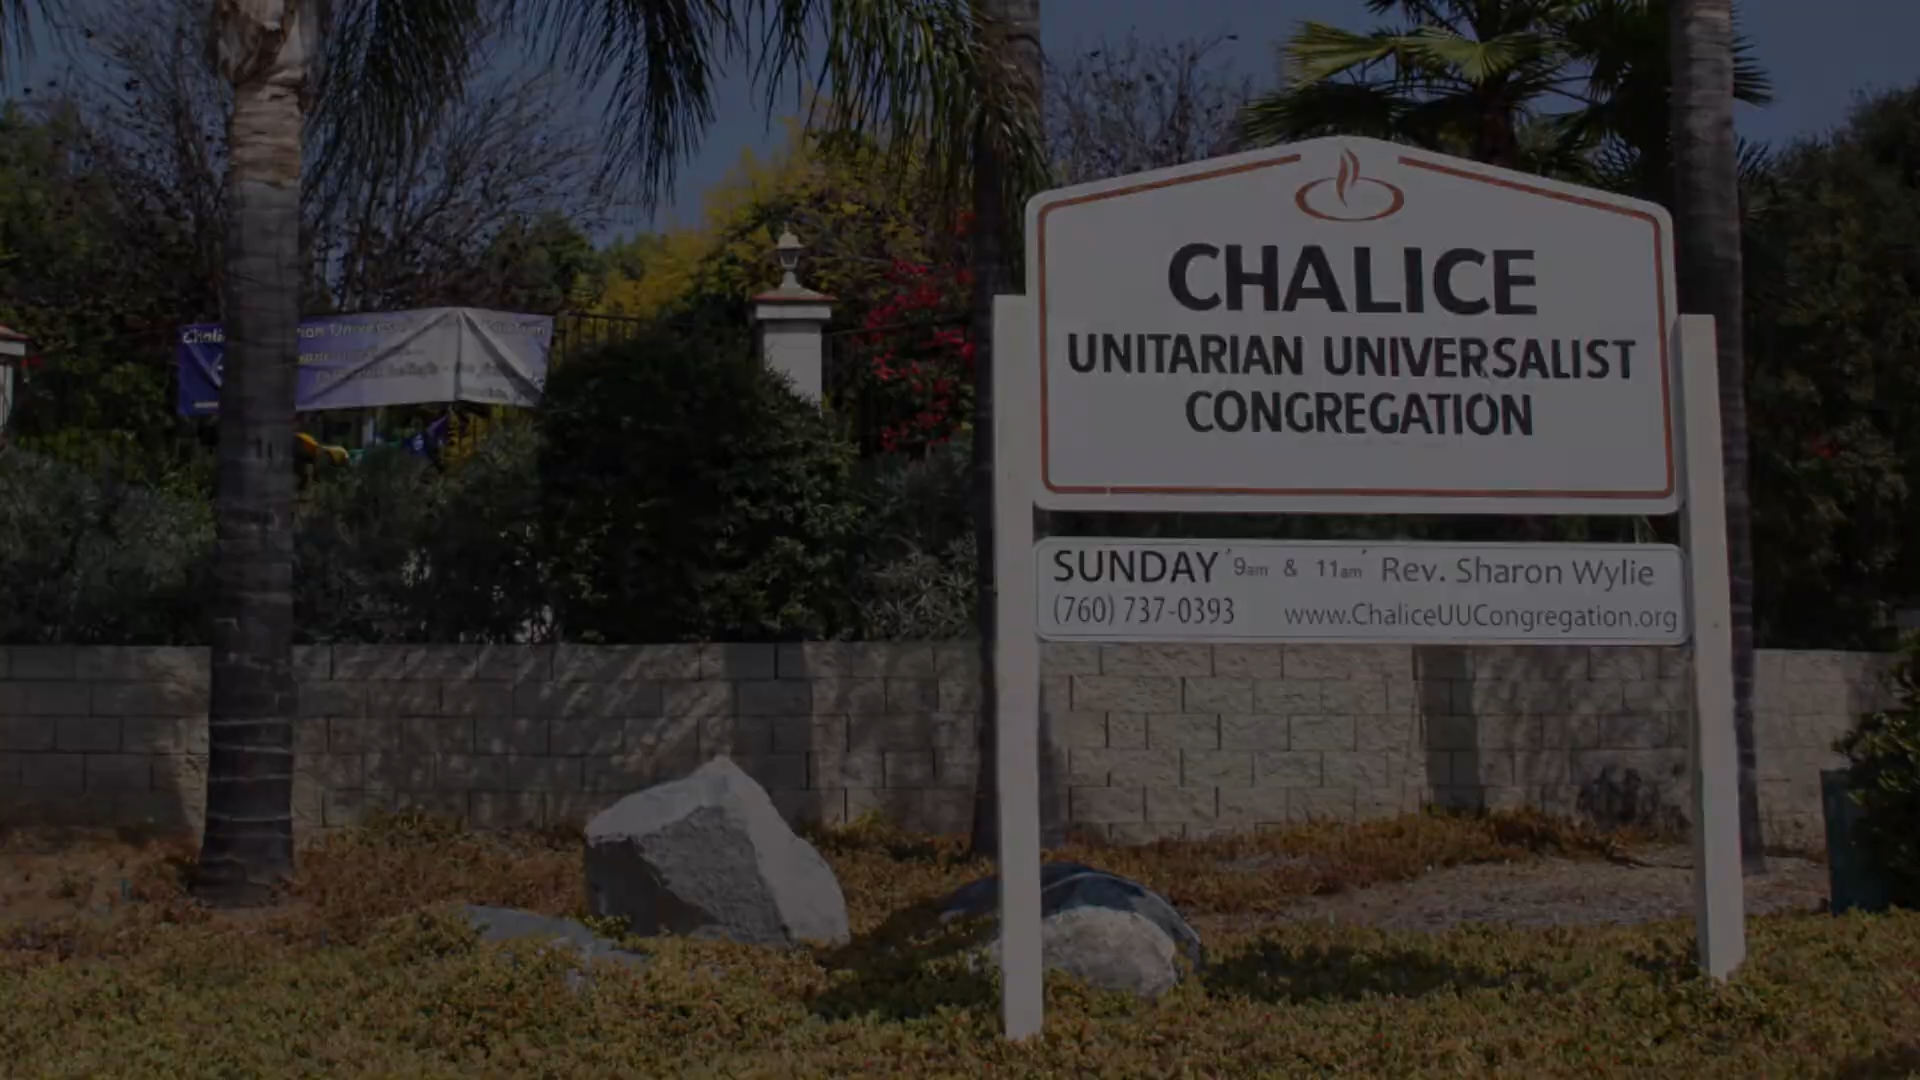 CHALICE
UNITARIAN UNIVERSALIST
CONGREGATION
SUNDAY 9am & 11am Rev. Sharon Wylie
(760) 737-0393 www.ChaliceUUCongregation.org